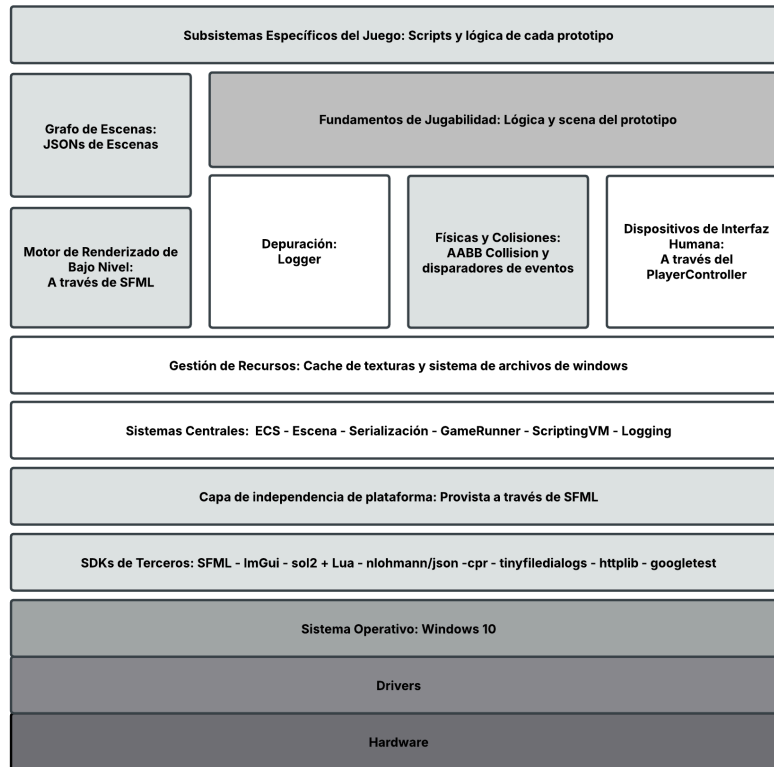 Subsistemas Específicos del Juego: Scripts y lógica de cada prototipo
Grafo de Escenas:
JSONs de Escenas
Fundamentos de Jugabilidad: Lógica y scena del prototipo
Motor de Renderizado de
Bajo Nivel:
A través de SFML
Depuración:
Logger
Físicas y Colisiones:
AABB Collision y
disparadores de eventos
Dispositivos de Interfaz
Humana:
A través del
PlayerController
Gestión de Recursos: Cache de texturas y sistema de archivos de windows
Sistemas Centrales: ECS - Escena - Serialización - GameRunner - ScriptingVM - Logging
Capa de independencia de plataforma: Provista a través de SFML
SDKs de Terceros: SFML - ImGui - sol2 + Lua - nlohmann/json -cpr - tinyfiledialogs - httplib - googletest
Sistema Operativo: Windows 10
Drivers
Hardware